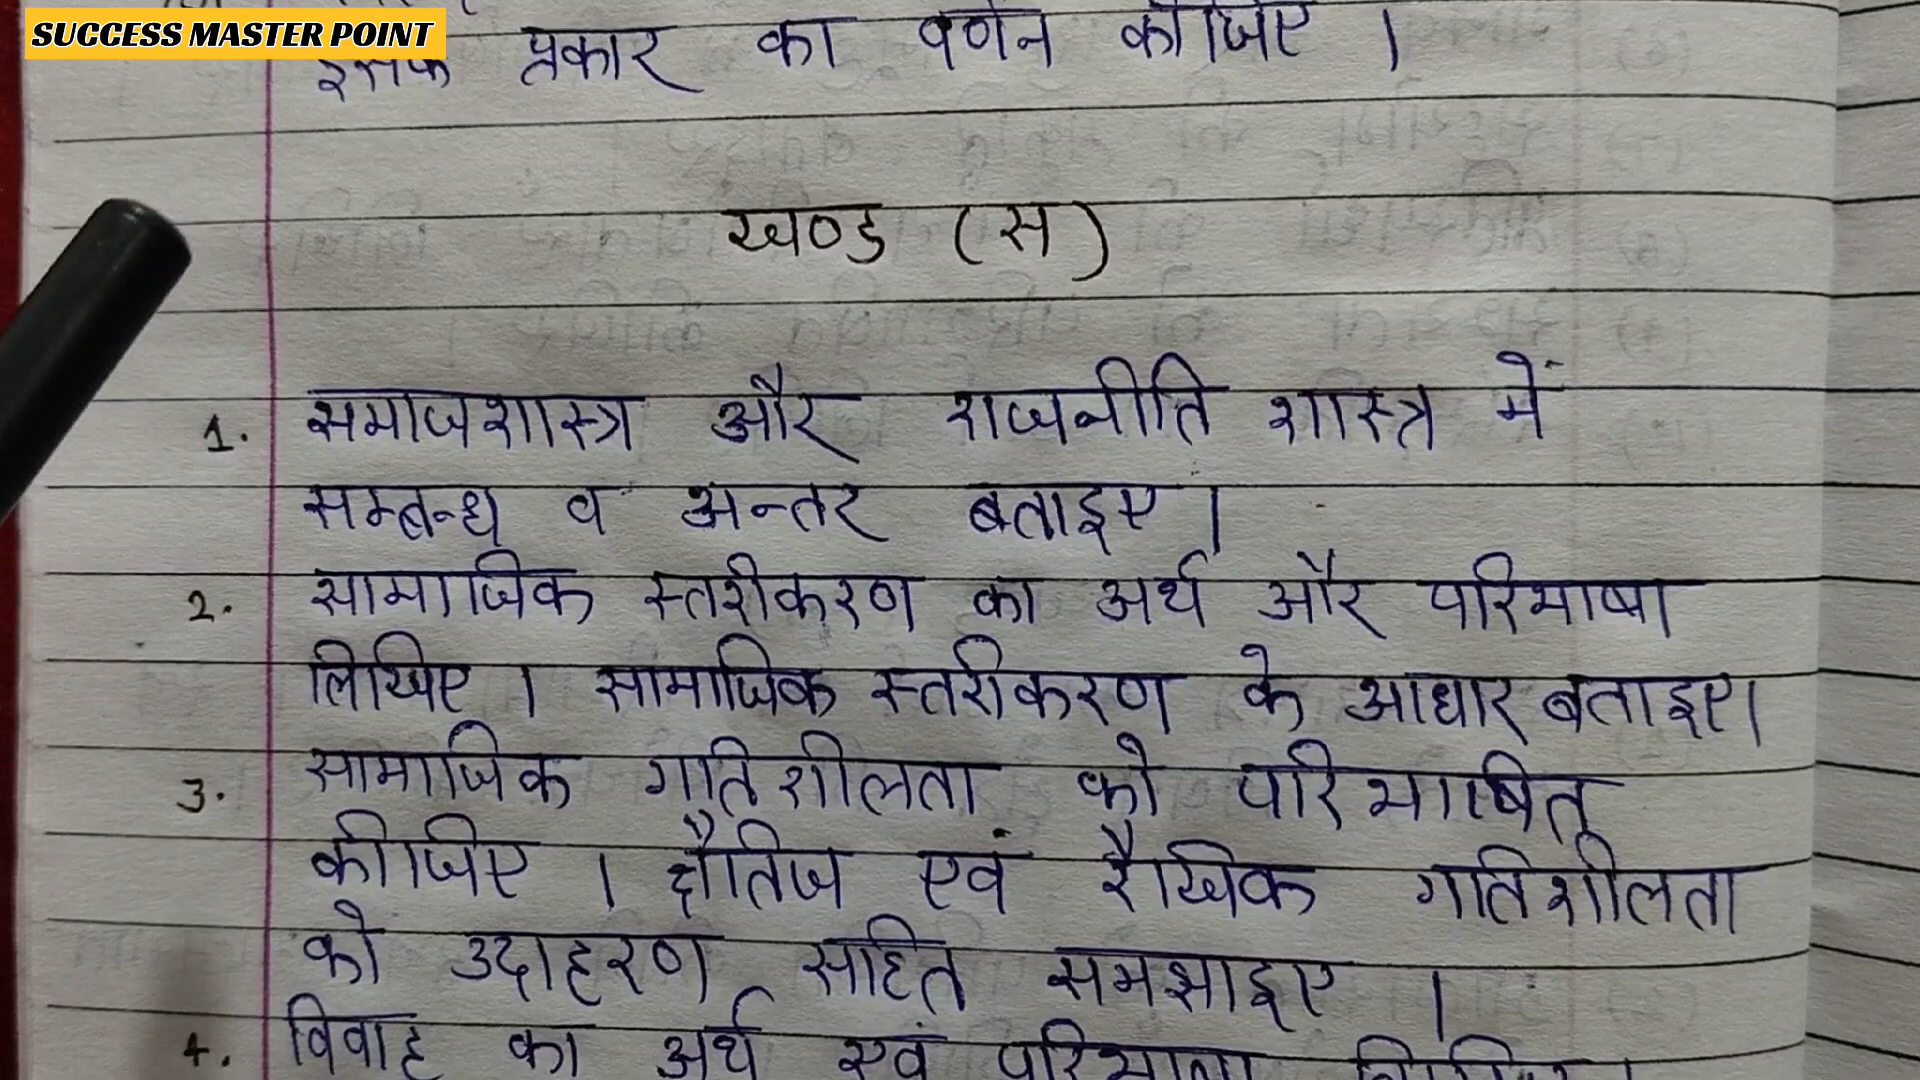 SUCCESS MASTER POINT
इसके प्रकार का वर्णन कीजिए ।
खण्ड (स)
1. समाजशास्त्र और राजनीति शास्त्र में
सम्बन्ध व अन्तर बताइए ।
2. सामाजिक स्तरीकरण का अर्थ और परिभाषा
लिखिए । सामाजिक स्तरीकरण के आधार बताइए।
3. सामाजिक गतिशीलता को परिभाषित
कीजिए । क्षैतिज एवं रैखिक गतिशीलता
को उदाहरण सहित समझाइए ।
4. विवाह का अर्थ एवं परिभाषा